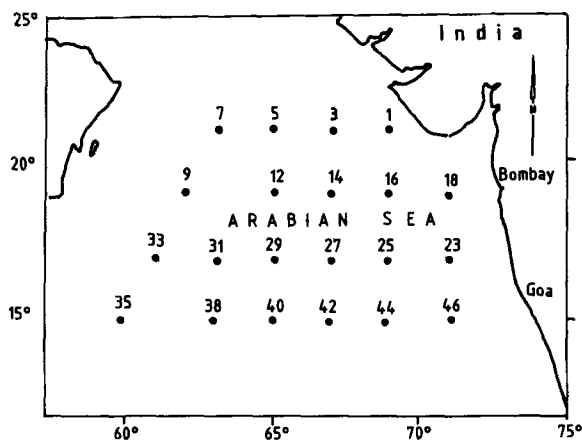 25°
India
N
7 5 3 1
20°
9 12 14 16 18 Bombay
ARABIAN SEA
33 31 29 27 25 23
Goa
35 38 40 42 44 46
15°
60° 65° 70° 75°